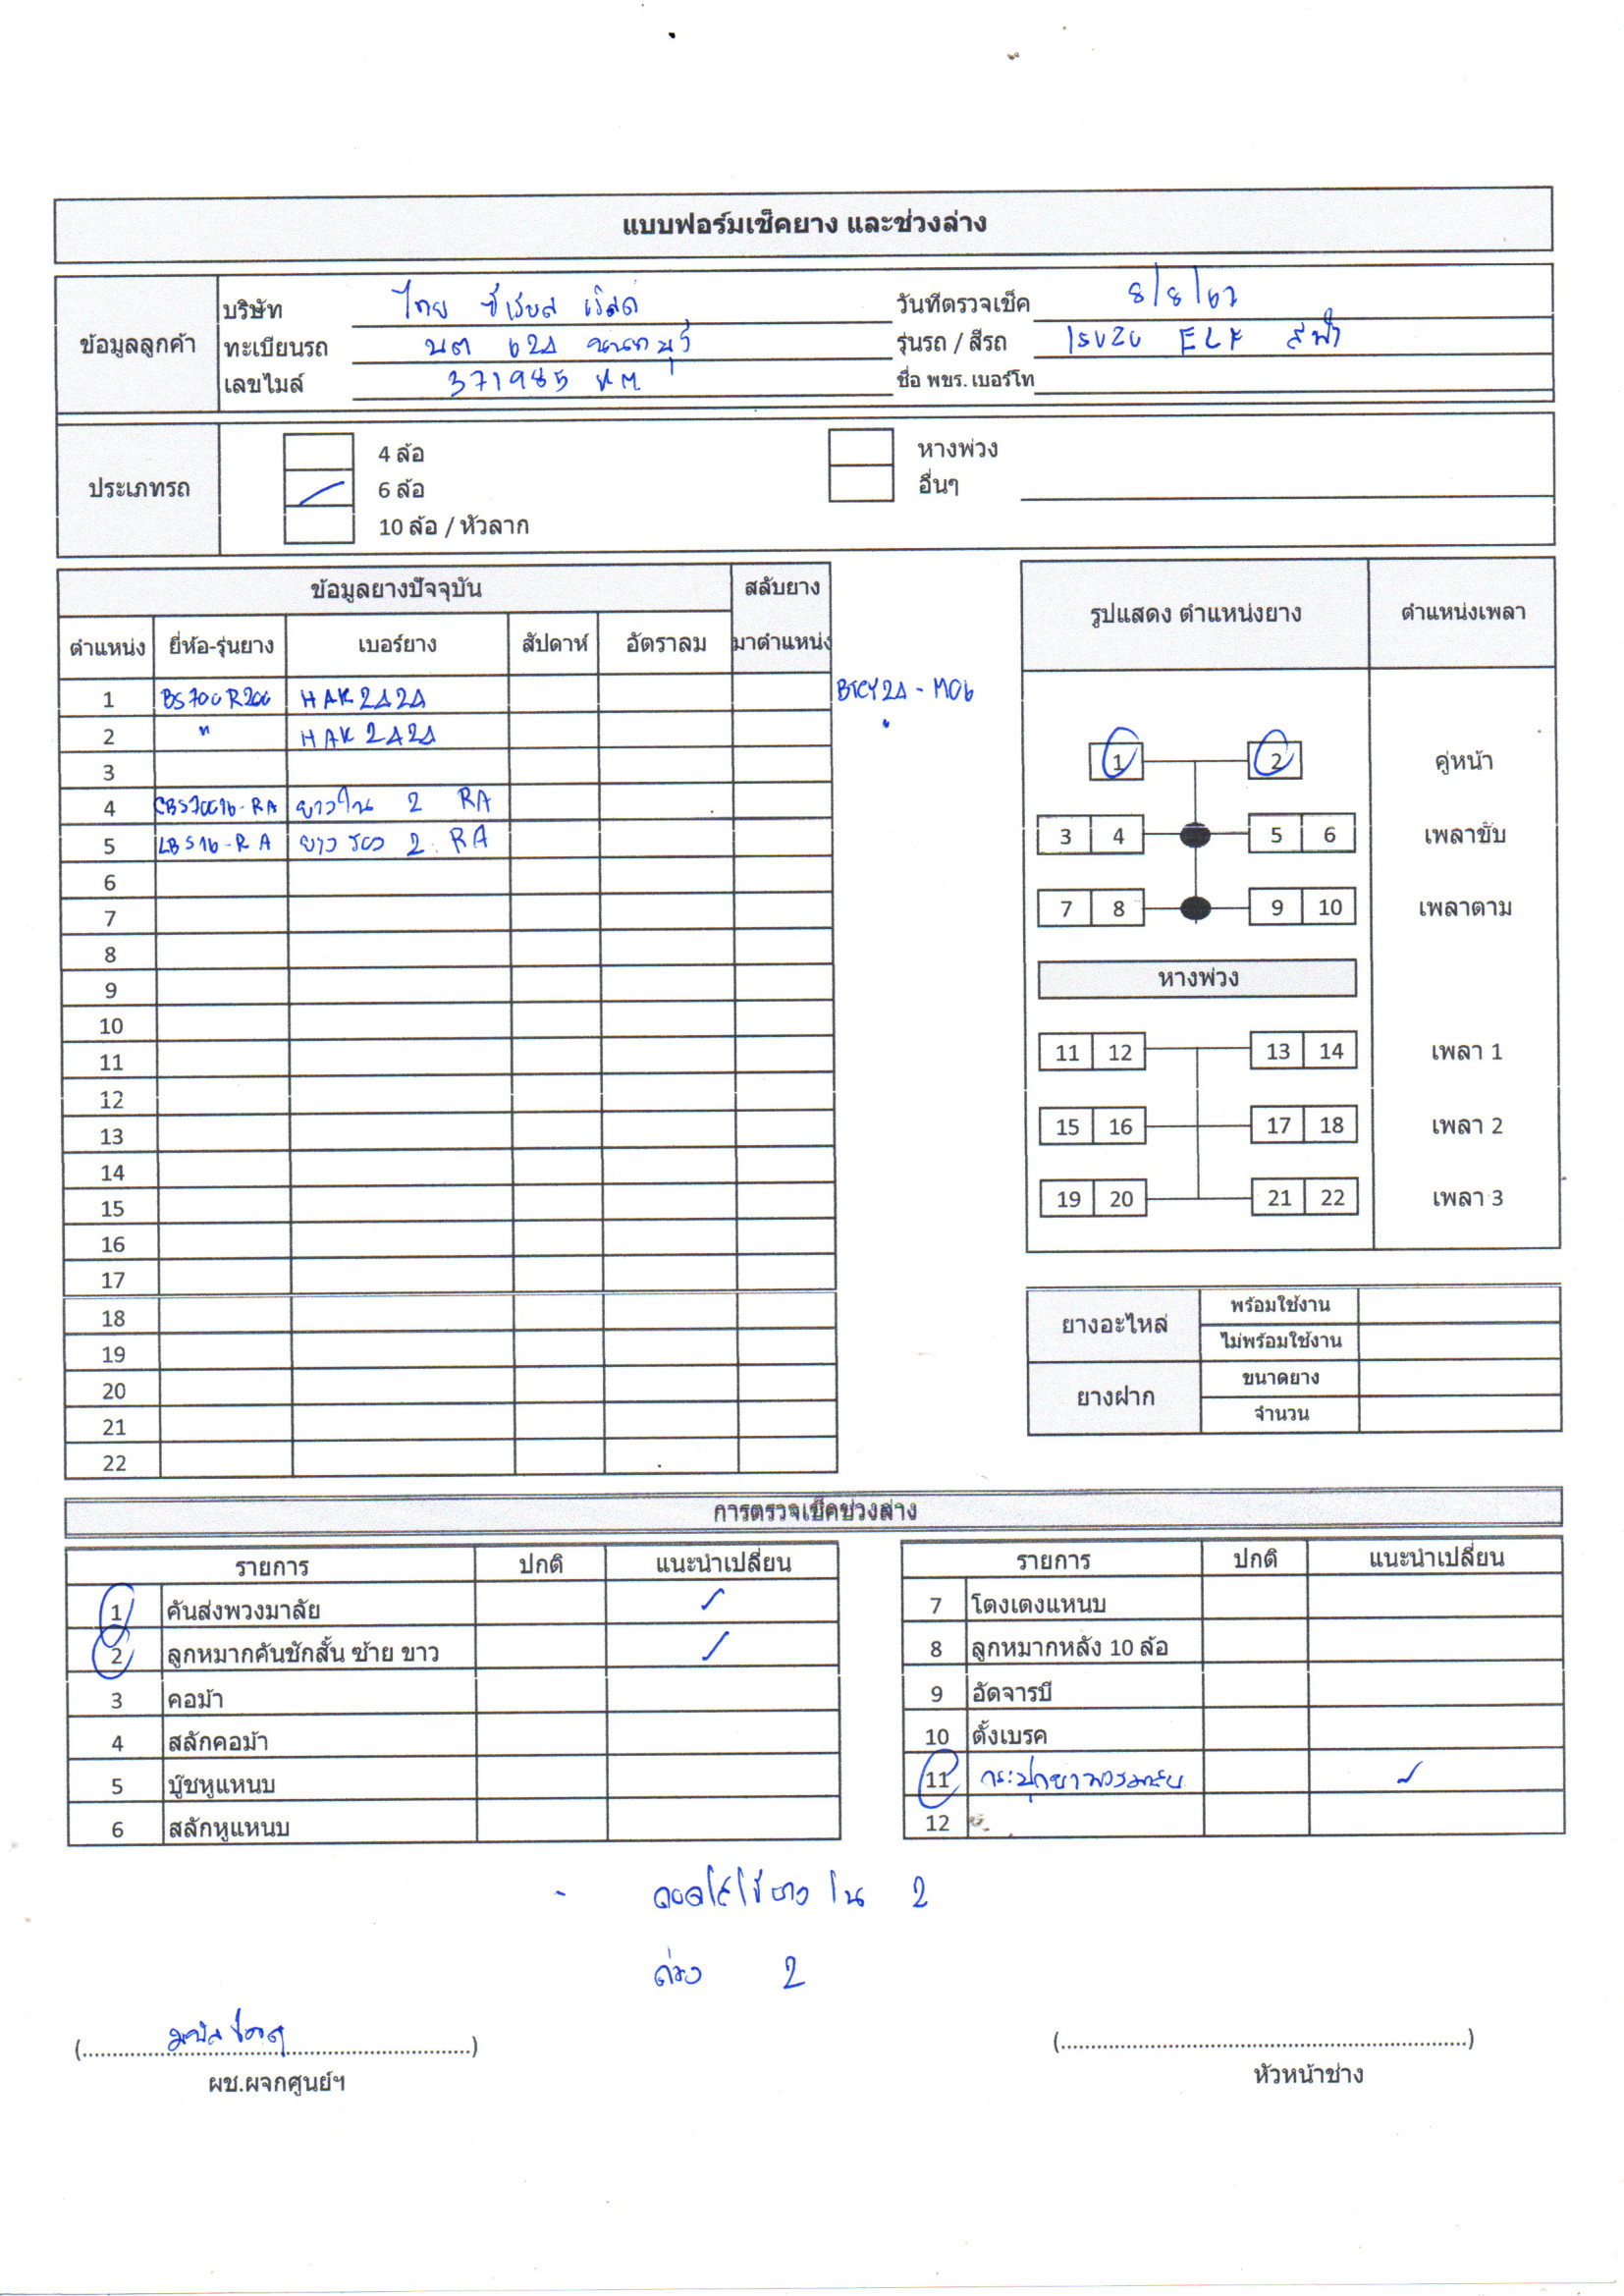 แบบฟอร์มเช็คยาง และช่วงล่าง
ข้อมูลลูกค้า
บริษัท ไทย ซีเรียล เวิลด์
วันที่ตรวจเช็ค 8/8/67
ทะเบียนรถ นต 624 นนทบุรี
รุ่นรถ / สีรถ ISUZU ELF สีฟ้า
เลขไมล์ 371985 KM
ชื่อ พขร. เบอร์โท
ประเภทรถ
4 ล้อ
หางพ่วง
6 ล้อ
อื่นๆ
10 ล้อ / หัวลาก
ข้อมูลยางปัจจุบัน สลับยาง
ตำแหน่ง ยี่ห้อ-รุ่นยาง เบอร์ยาง สัปดาห์ อัตราลม มาตำแหน่ง
1 BS700 R200 HAK2424 BTCY24-M06
2 " HAK2424 "
3
4 CBS70016-RA ยางใน 2 RA
5 LBS16-RA ยางรอง 2 RA
6
7
8
9
10
11
12
13
14
15
16
17
18
19
20
21
22
รูปแสดง ตำแหน่งยาง ตำแหน่งเพลา
1 2 คู่หน้า
3 4 5 6 เพลาขับ
7 8 9 10 เพลาตาม
หางพ่วง
11 12 13 14 เพลา 1
15 16 17 18 เพลา 2
19 20 21 22 เพลา 3
ยางอะไหล่ พร้อมใช้งาน
ไม่พร้อมใช้งาน
ยางฝาก ขนาดยาง
จำนวน
การตรวจเช็คช่วงล่าง
รายการ ปกติ แนะนำเปลี่ยน
1 คันส่งพวงมาลัย ✓
2 ลูกหมากคันชักสั้น ซ้าย ขาว ✓
3 คอม้า
4 สลักคอม้า
5 บู๊ชหูแหนบ
6 สลักหูแหนบ
รายการ ปกติ แนะนำเปลี่ยน
7 โตงเตงแหนบ
8 ลูกหมากหลัง 10 ล้อ
9 อัดจารบี
10 ตั้งเบรค
11 กระปุกพวงมาลัย ✓
12
- ยางใน 2
รอง 2
(........)
ผช.ผจกศูนย์ฯ
(........)
หัวหน้าช่าง